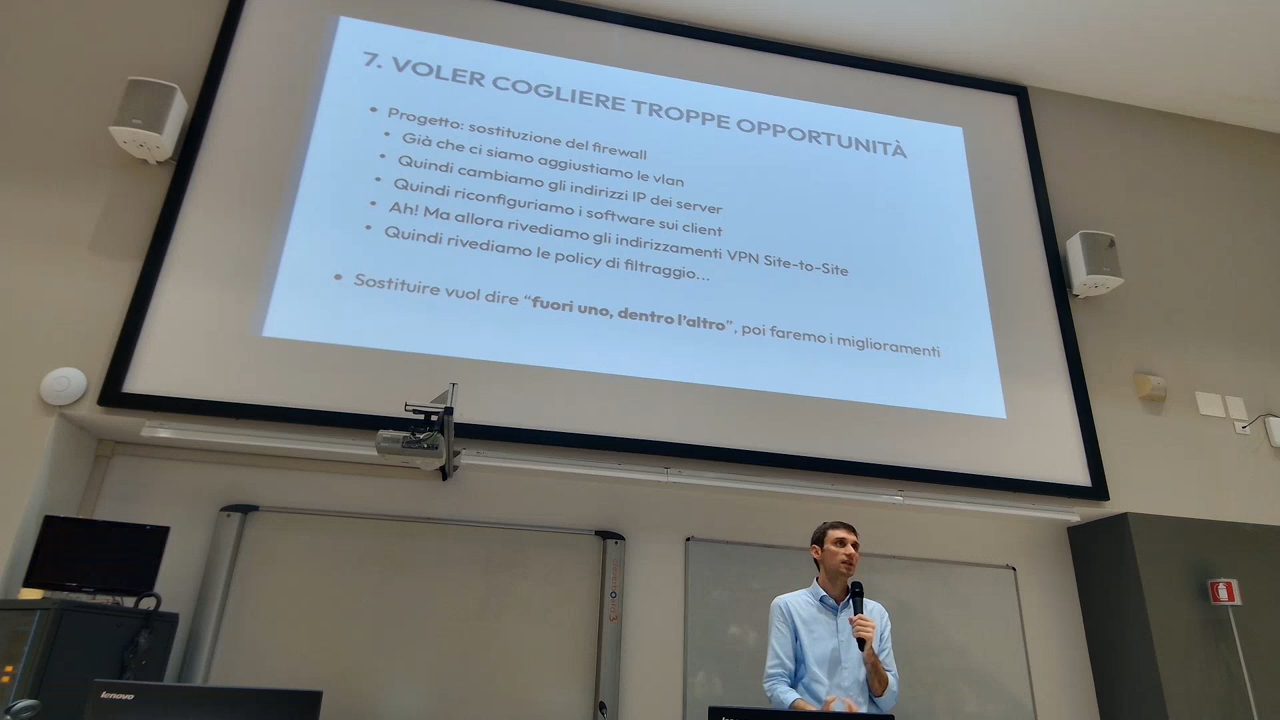 7. VOLER COGLIERE TROPPE OPPORTUNITÀ
• Progetto: sostituzione del firewall
• Già che ci siamo aggiustiamo le vlan
• Quindi cambiamo gli indirizzi IP dei server
• Quindi riconfiguriamo i software sui client
• Ah! Ma allora rivediamo gli indirizzamenti VPN Site-to-Site
• Quindi rivediamo le policy di filtraggio...
• Sostituire vuol dire “fuori uno, dentro l’altro”, poi faremo i miglioramenti
lenovo